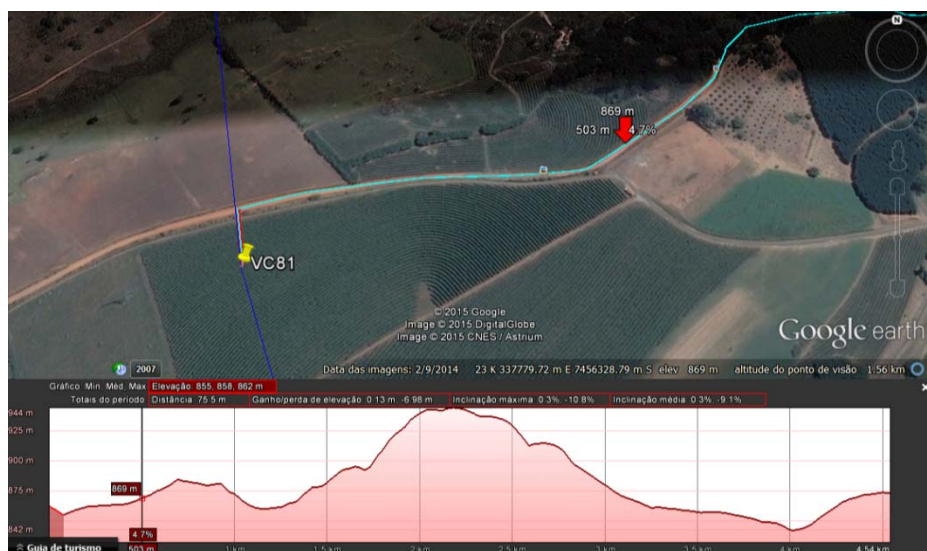 N
869 m
503 m 4.7%
VC81
© 2015 Google
Image © 2015 DigitalGlobe
Image © 2015 CNES / Astrium
Google earth
2007
Data das imagens: 2/9/2014 23 K 337779.72 m E 7456328.79 m S elev 869 m altitude do ponto de visão 1.56 km
Gráfico: Min, Méd, Max Elevação: 855, 858, 862 m
Totais do período: Distância: 75.5 m Ganho/perda de elevação: 0.13 m, -6.98 m Inclinação máxima: 0.3%, -10.8% Inclinação média: 0.3%, -9.1%
944 m
925 m
900 m
875 m
869 m
842 m
4.7%
Guia de turismo 503 m 1 km 1.5 km 2 km 2.5 km 3 km 3.5 km 4 km 4.54 km